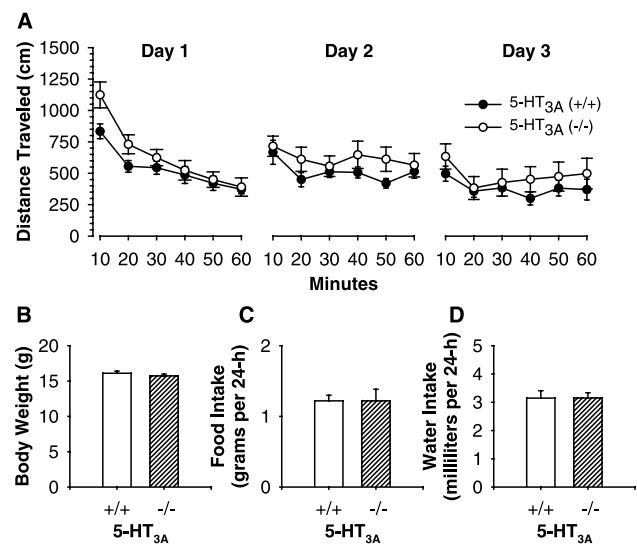 A
Day 1 Day 2 Day 3
Distance Traveled (cm)
1500
1250
1000
750
500
250
0
5-HT3A (+/+)
5-HT3A (-/-)
10 20 30 40 50 60 10 20 30 40 50 60 10 20 30 40 50 60
Minutes
B
Body Weight (g)
20
15
10
5
0
+/+ -/-
5-HT3A
C
Food Intake
(grams per 24-h)
2
1
0
+/+ -/-
5-HT3A
D
Water Intake
(milliliters per 24-h)
5
4
3
2
1
0
+/+ -/-
5-HT3A